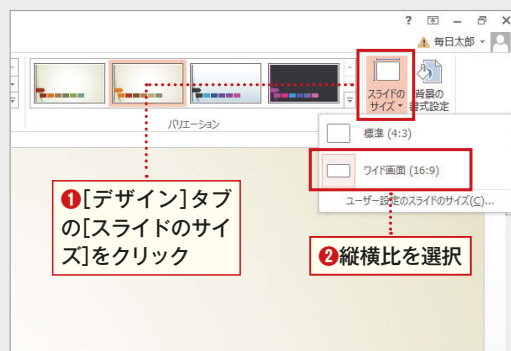 ?
毎日太郎
スライドの
サイズ
背景の
書式設定
バリエーション
標準 (4:3)
ワイド画面 (16:9)
ユーザー設定のスライドのサイズ(C)...
❶[デザイン]タブ
の[スライドのサイ
ズ]をクリック
❷縦横比を選択